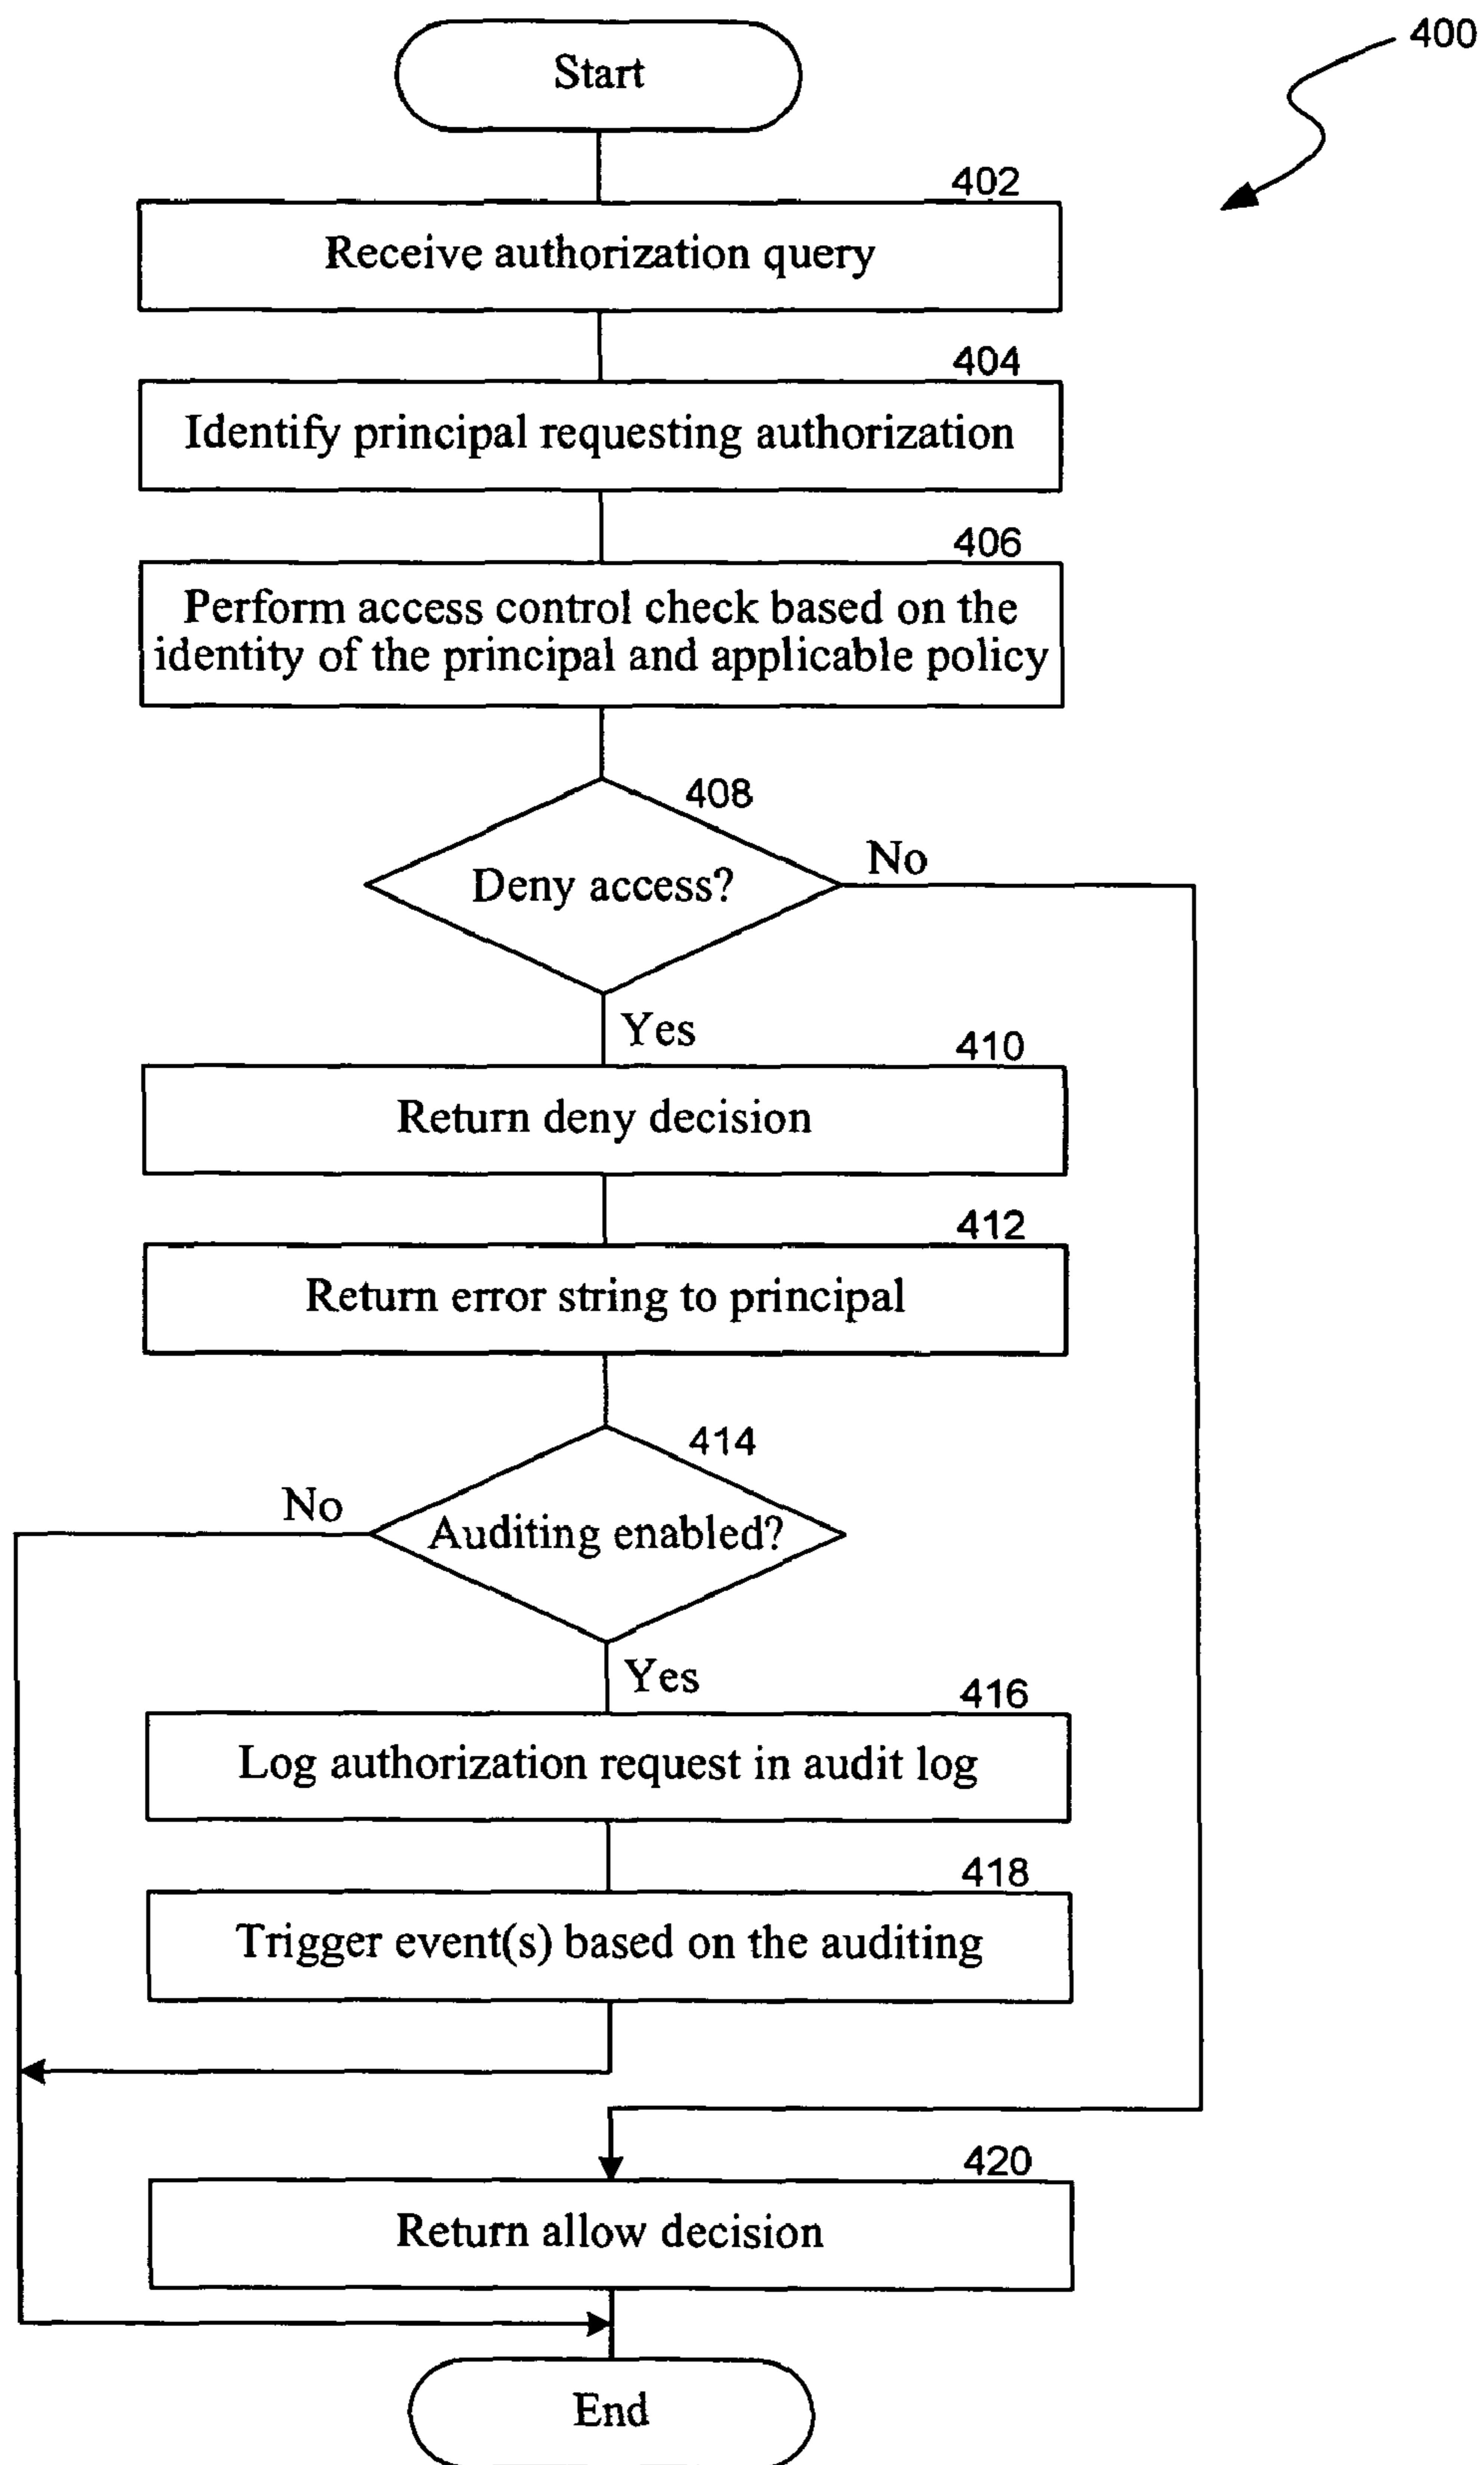 400
Start
402
Receive authorization query
404
Identify principal requesting authorization
406
Perform access control check based on the
identity of the principal and applicable policy
408
Deny access?
No
Yes
410
Return deny decision
412
Return error string to principal
414
No
Auditing enabled?
Yes
416
Log authorization request in audit log
418
Trigger event(s) based on the auditing
420
Return allow decision
End